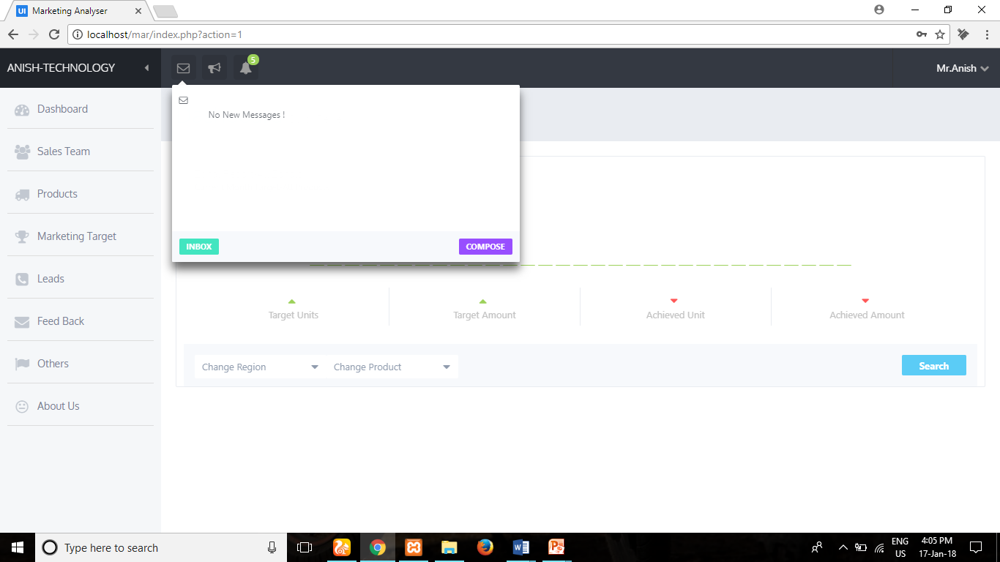 UI Marketing Analyser
localhost/mar/index.php?action=1
ANISH-TECHNOLOGY
5
Mr.Anish
Dashboard
Sales Team
Products
Marketing Target
Leads
Feed Back
Others
About Us
No New Messages !
INBOX
COMPOSE
Target Units
Target Amount
Achieved Unit
Achieved Amount
Change Region
Change Product
Search
Type here to search
ENG
US
4:05 PM
17-Jan-18